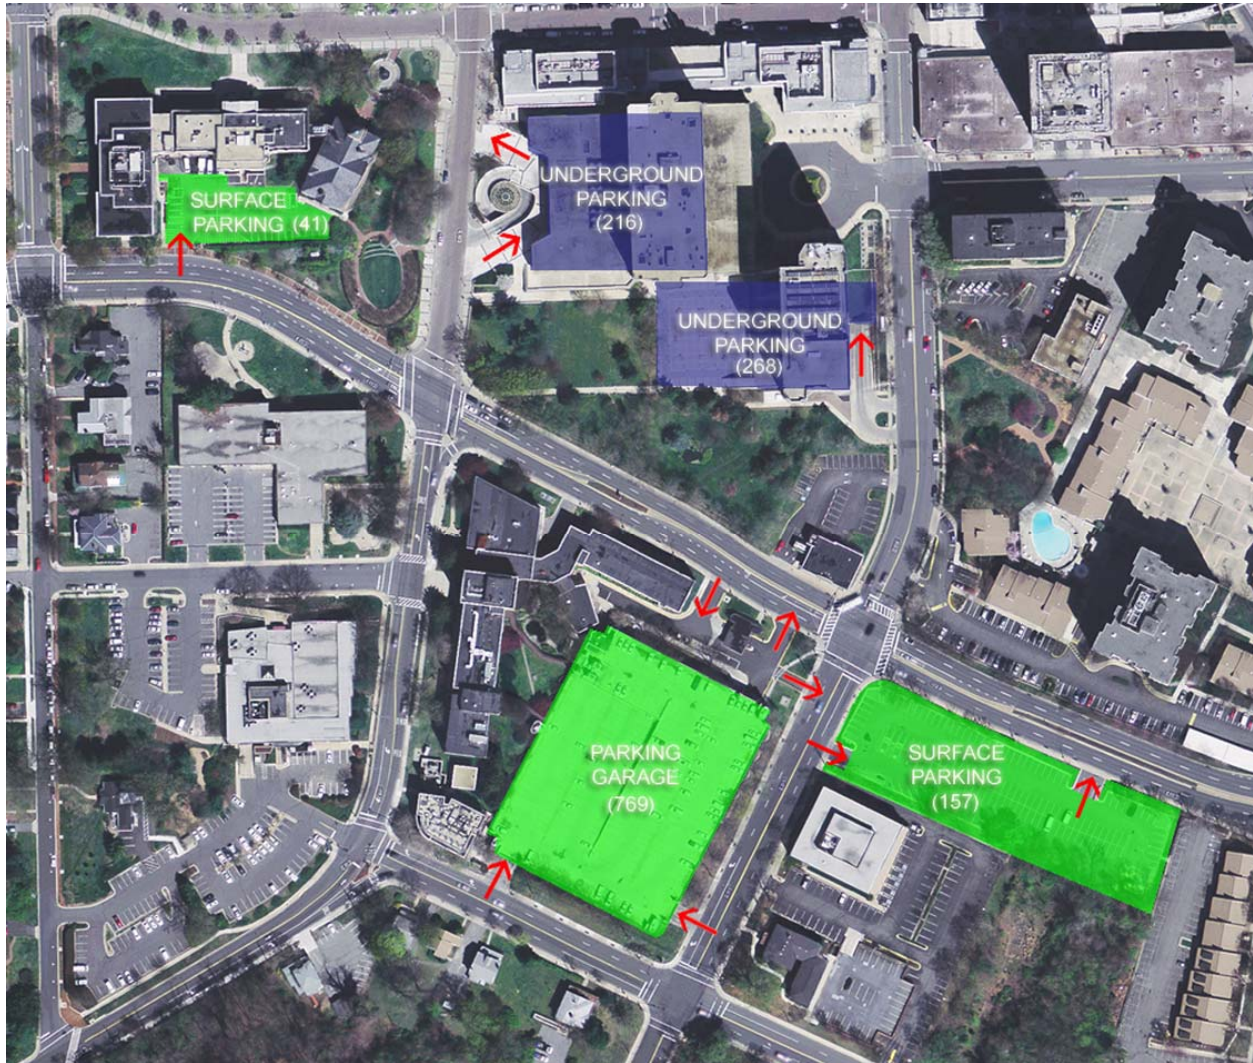 SURFACE
PARKING (41)
UNDERGROUND
PARKING
(216)
UNDERGROUND
PARKING
(268)
PARKING
GARAGE
(769)
SURFACE
PARKING
(157)